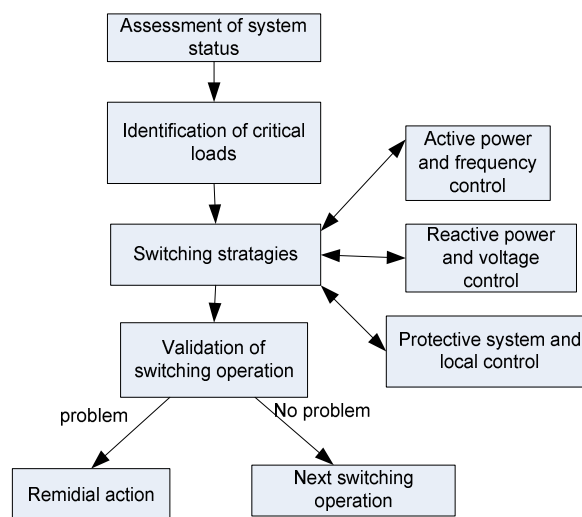 Assessment of system
status
Identification of critical
loads
Active power
and frequency
control
Switching stratagies
Reactive power
and voltage
control
Validation of
switching operation
Protective system and
local control
problem
No problem
Remidial action
Next switching
operation